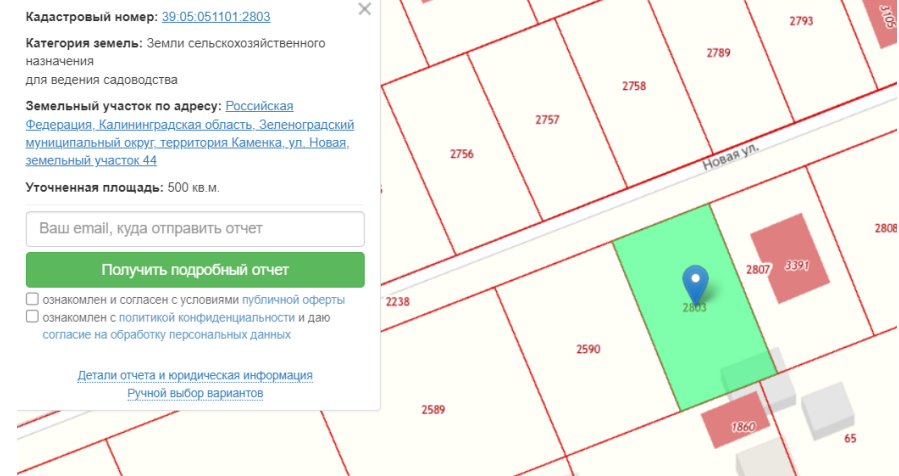 Кадастровый номер: 39:05:051101:2803
Категория земель: Земли сельскохозяйственного
назначения
для ведения садоводства
Земельный участок по адресу: Российская
Федерация, Калининградская область, Зеленоградский
муниципальный округ, территория Каменка, ул. Новая,
земельный участок 44
Уточненная площадь: 500 кв.м.
Ваш email, куда отправить отчет
Получить подробный отчет
ознакомлен и согласен с условиями публичной оферты
ознакомлен с политикой конфиденциальности и даю
согласие на обработку персональных данных
Детали отчета и юридическая информация
Ручной выбор вариантов
2793
3105
2789
2758
2757
2756
Новая ул.
2808
2807
3391
2238
2803
2590
2589
1860
65